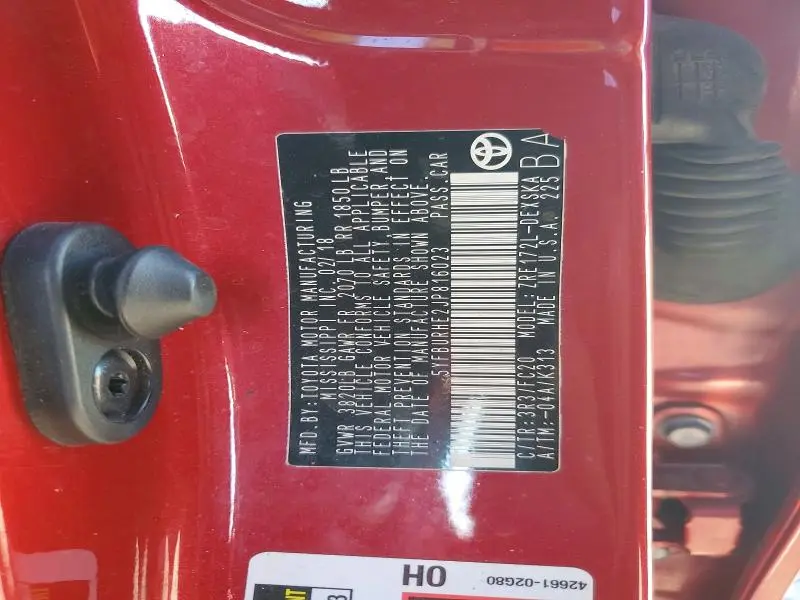 MFD. BY: TOYOTA MOTOR MANUFACTURING
MISSISSIPPI INC. 02/18
GVWR 3820LB GAWR FR 2070 LB RR 1850LB
THIS VEHICLE CONFORMS TO ALL APPLICABLE
FEDERAL MOTOR VEHICLE SAFETY, BUMPER, AND
THEFT PREVENTION STANDARDS IN EFFECT ON
THE DATE OF MANUFACTURE SHOWN ABOVE.
5YFBURHE2JP816023 PASS.CAR
C/TR: 3R3/FC20 MODEL: ZRE172L-DEXSKA
A/TM: -04A/K313 MADE IN U.S.A. 225
BA
42661-02G80
OH